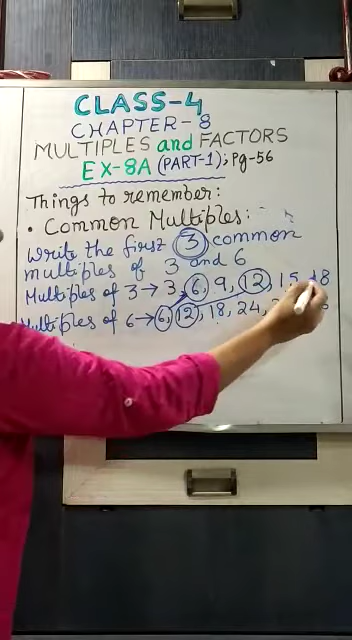 CLASS-4
CHAPTER-8
MULTIPLES and FACTORS
EX-8A (PART-1); Pg-56
Things to remember:
• Common Multiples:
Write the first 3 common
multiples of 3 and 6
Multiples of 3 → 3, 6, 9, 12, 15, 18
Multiples of 6 → 6, 12, 18, 24,